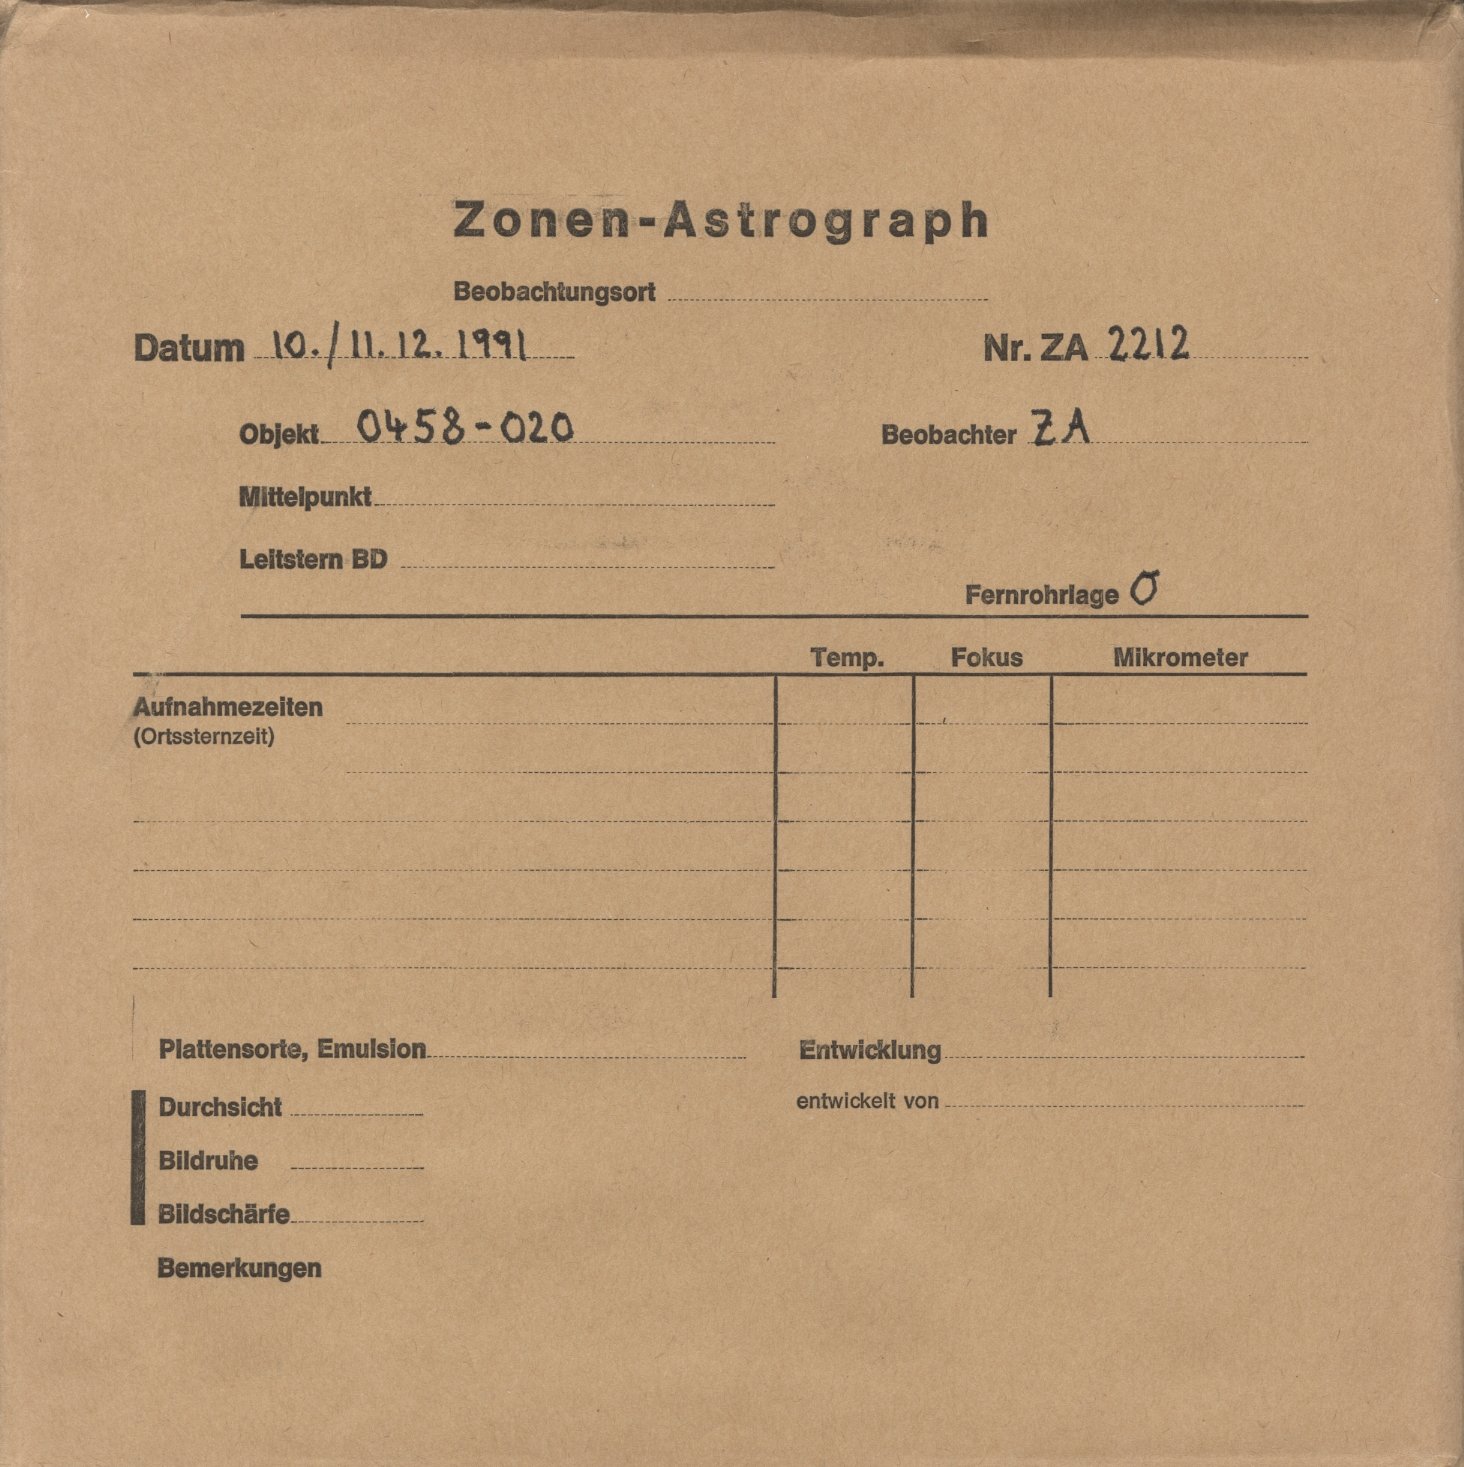 Zonen-Astrograph
Beobachtungsort
Datum 10./11.12.1991 Nr. ZA 2212
Objekt 0458-020 Beobachter ZA
Mittelpunkt
Leitstern BD
Fernrohrlage O
Temp. Fokus Mikrometer
Aufnahmezeiten
(Ortssternzeit)
Plattensorte, Emulsion Entwicklung
Durchsicht entwickelt von
Bildruhe
Bildschärfe
Bemerkungen